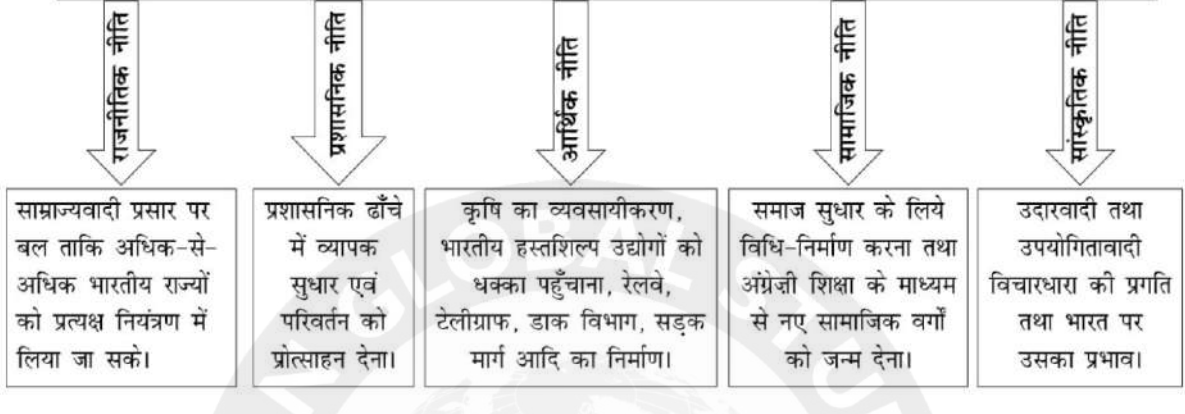 राजनीतिक नीति
साम्राज्यवादी प्रसार पर
बल ताकि अधिक-से-
अधिक भारतीय राज्यों
को प्रत्यक्ष नियंत्रण में
लिया जा सके।
प्रशासनिक नीति
प्रशासनिक ढाँचे
में व्यापक
सुधार एवं
परिवर्तन को
प्रोत्साहन देना।
आर्थिक नीति
कृषि का व्यवसायीकरण,
भारतीय हस्तशिल्प उद्योगों को
धक्का पहुँचाना, रेलवे,
टेलीग्राफ, डाक विभाग, सड़क
मार्ग आदि का निर्माण।
सामाजिक नीति
समाज सुधार के लिये
विधि-निर्माण करना तथा
अंग्रेज़ी शिक्षा के माध्यम
से नए सामाजिक वर्गों
को जन्म देना।
सांस्कृतिक नीति
उदारवादी तथा
उपयोगितावादी
विचारधारा की प्रगति
तथा भारत पर
उसका प्रभाव।